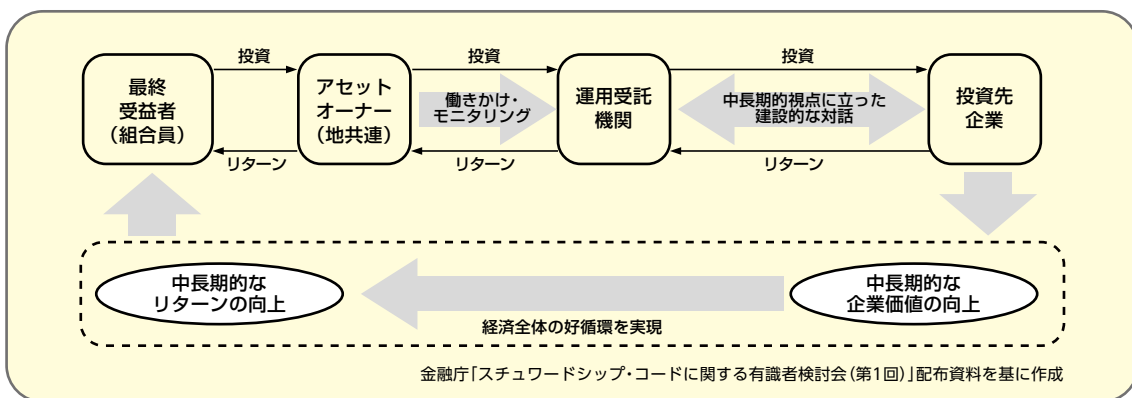 投資
投資
投資
最終
受益者
（組合員）
アセット
オーナー
（地共連）
働きかけ・
モニタリング
運用受託
機関
中長期的視点に立った
建設的な対話
投資先
企業
リターン
リターン
リターン
中長期的な
リターンの向上
中長期的な
企業価値の向上
経済全体の好循環を実現
金融庁「スチュワードシップ・コードに関する有識者検討会（第1回）」配布資料を基に作成